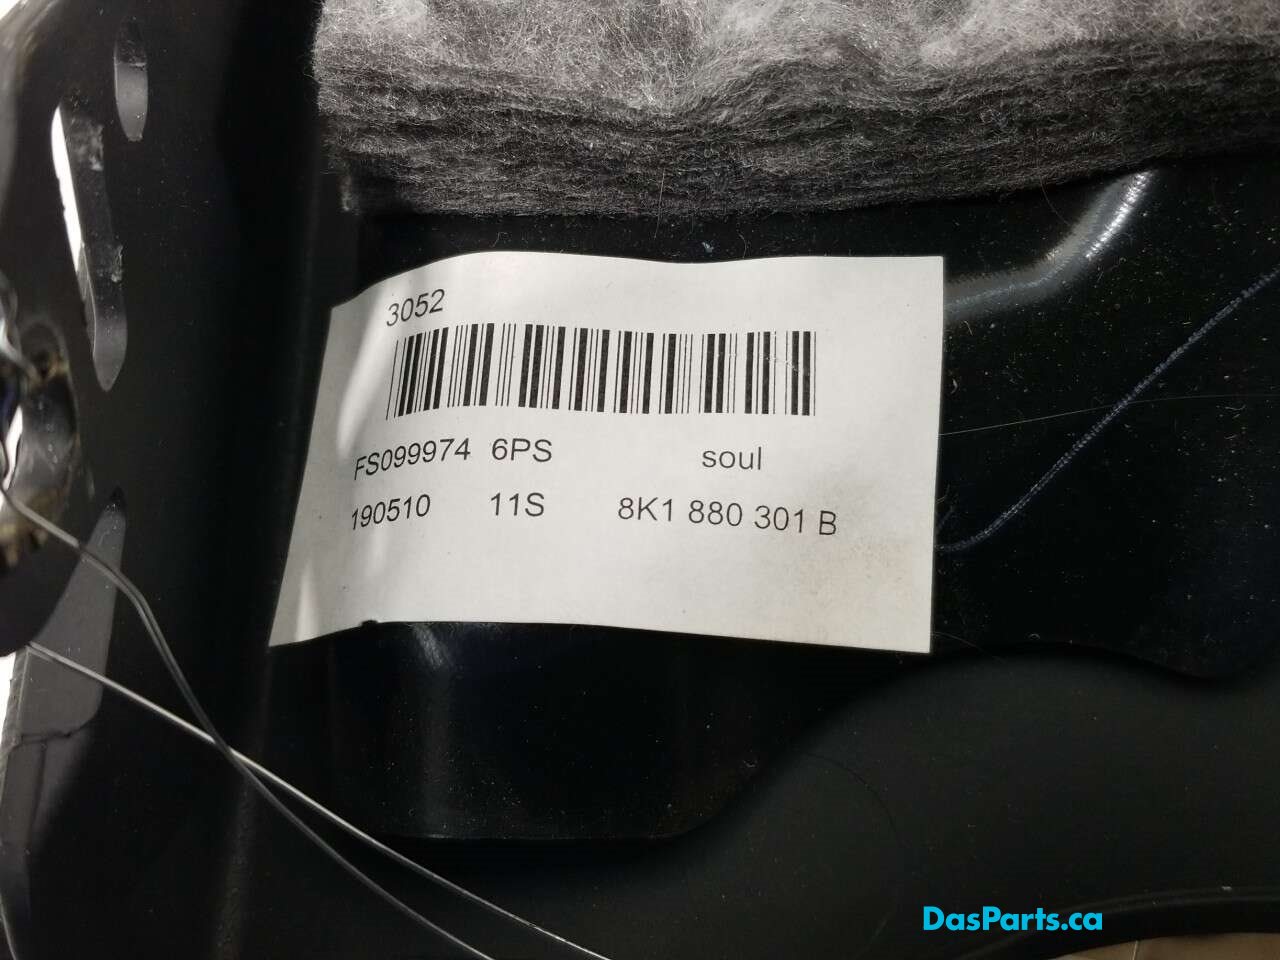 3052
FS099974 6PS soul
190510 11S 8K1 880 301 B
DasParts.ca